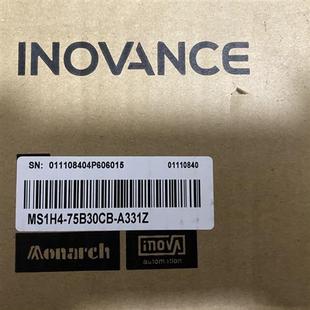 INOVANCE
SN: 011108404P606015 01110840
MS1H4-75B30CB-A331Z
Monarch inova
automation